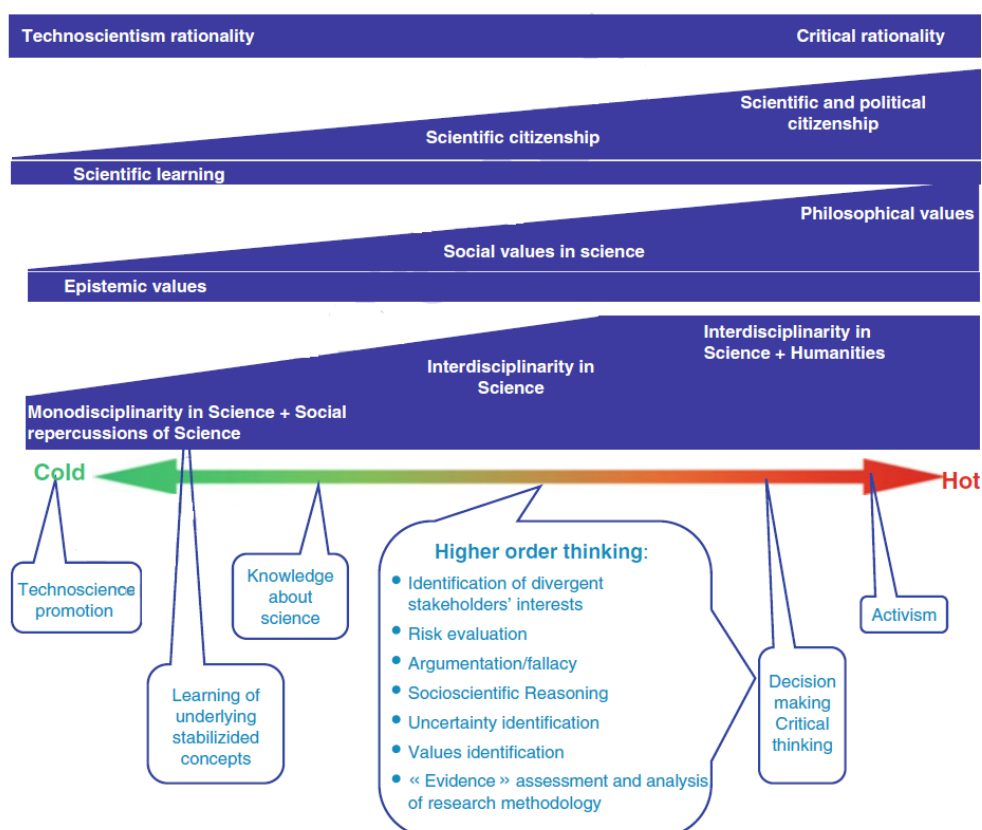 Technoscientism rationality
Critical rationality
Scientific and political
citizenship
Scientific citizenship
Scientific learning
Philosophical values
Social values in science
Epistemic values
Interdisciplinarity in
Science + Humanities
Interdisciplinarity in
Science
Monodisciplinarity in Science + Social
repercussions of Science
Cold
Hot
Technoscience
promotion
Learning of
underlying
stabilizided
concepts
Knowledge
about
science
Higher order thinking:
• Identification of divergent
stakeholders’ interests
• Risk evaluation
• Argumentation/fallacy
• Socioscientific Reasoning
• Uncertainty identification
• Values identification
• « Evidence » assessment and analysis
of research methodology
Decision
making
Critical
thinking
Activism